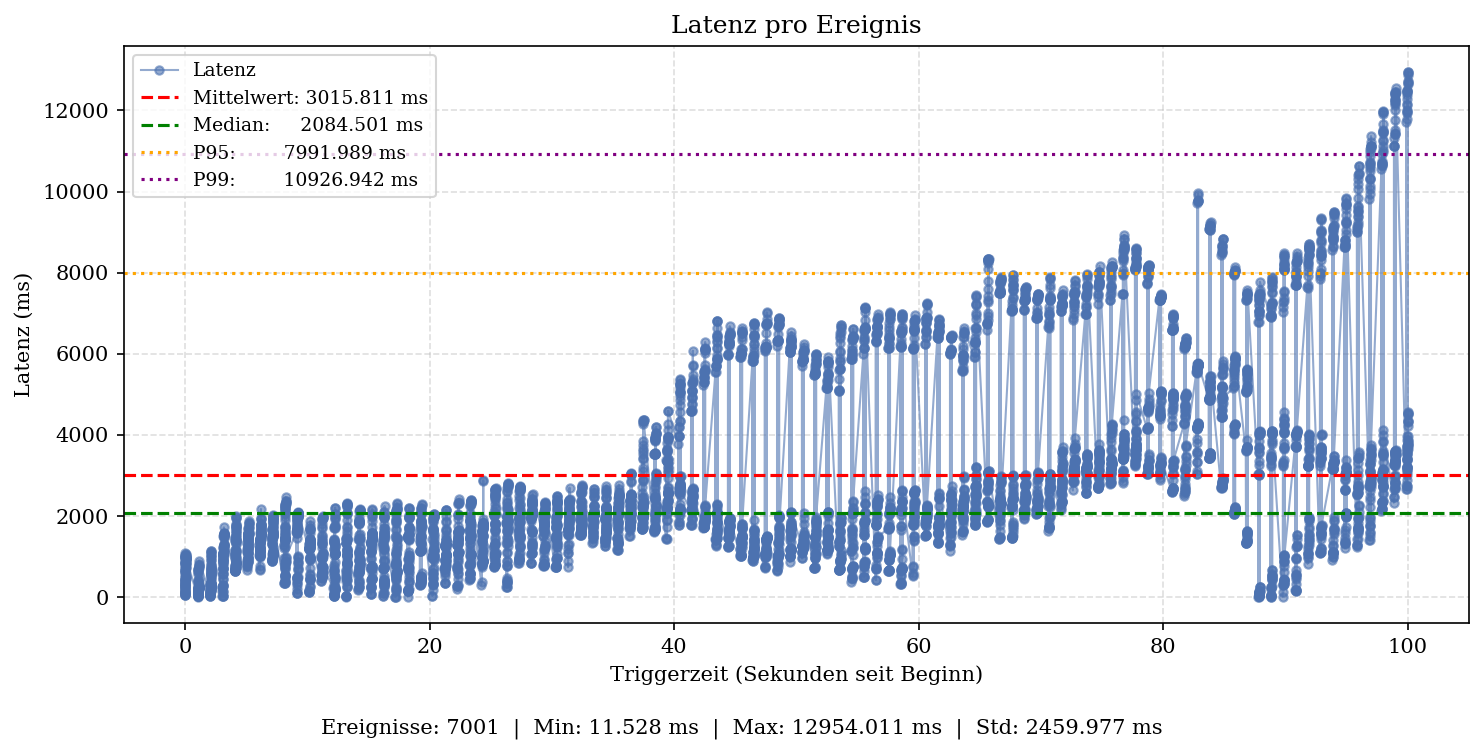 Latenz pro Ereignis
Latenz
Mittelwert: 3015.811 ms
Median: 2084.501 ms
P95: 7991.989 ms
P99: 10926.942 ms
Latenz (ms)
12000
10000
8000
6000
4000
2000
0
0 20 40 60 80 100
Triggerzeit (Sekunden seit Beginn)
Ereignisse: 7001 | Min: 11.528 ms | Max: 12954.011 ms | Std: 2459.977 ms